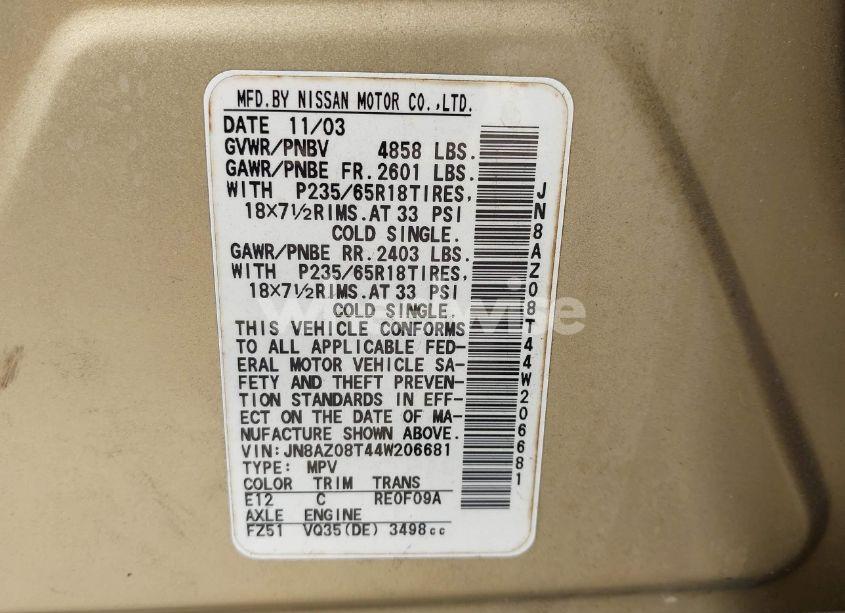 MFD.BY NISSAN MOTOR CO.,LTD.
DATE 11/03
GVWR/PNBV 4858 LBS.
GAWR/PNBE FR.2601 LBS.
WITH P235/65R18TIRES,
18×7½RIMS.AT 33 PSI
COLD SINGLE.
GAWR/PNBE RR.2403 LBS.
WITH P235/65R18TIRES,
18×7½RIMS.AT 33 PSI
COLD SINGLE.
THIS VEHICLE CONFORMS
TO ALL APPLICABLE FED-
ERAL MOTOR VEHICLE SA-
FETY AND THEFT PREVEN-
TION STANDARDS IN EFF-
ECT ON THE DATE OF MA-
NUFACTURE SHOWN ABOVE.
VIN:JN8AZ08T44W206681
TYPE: MPV
COLOR TRIM TRANS
E12 C RE0F09A
AXLE ENGINE
FZ51 VQ35(DE) 3498cc
JN8AZ08T44W206681